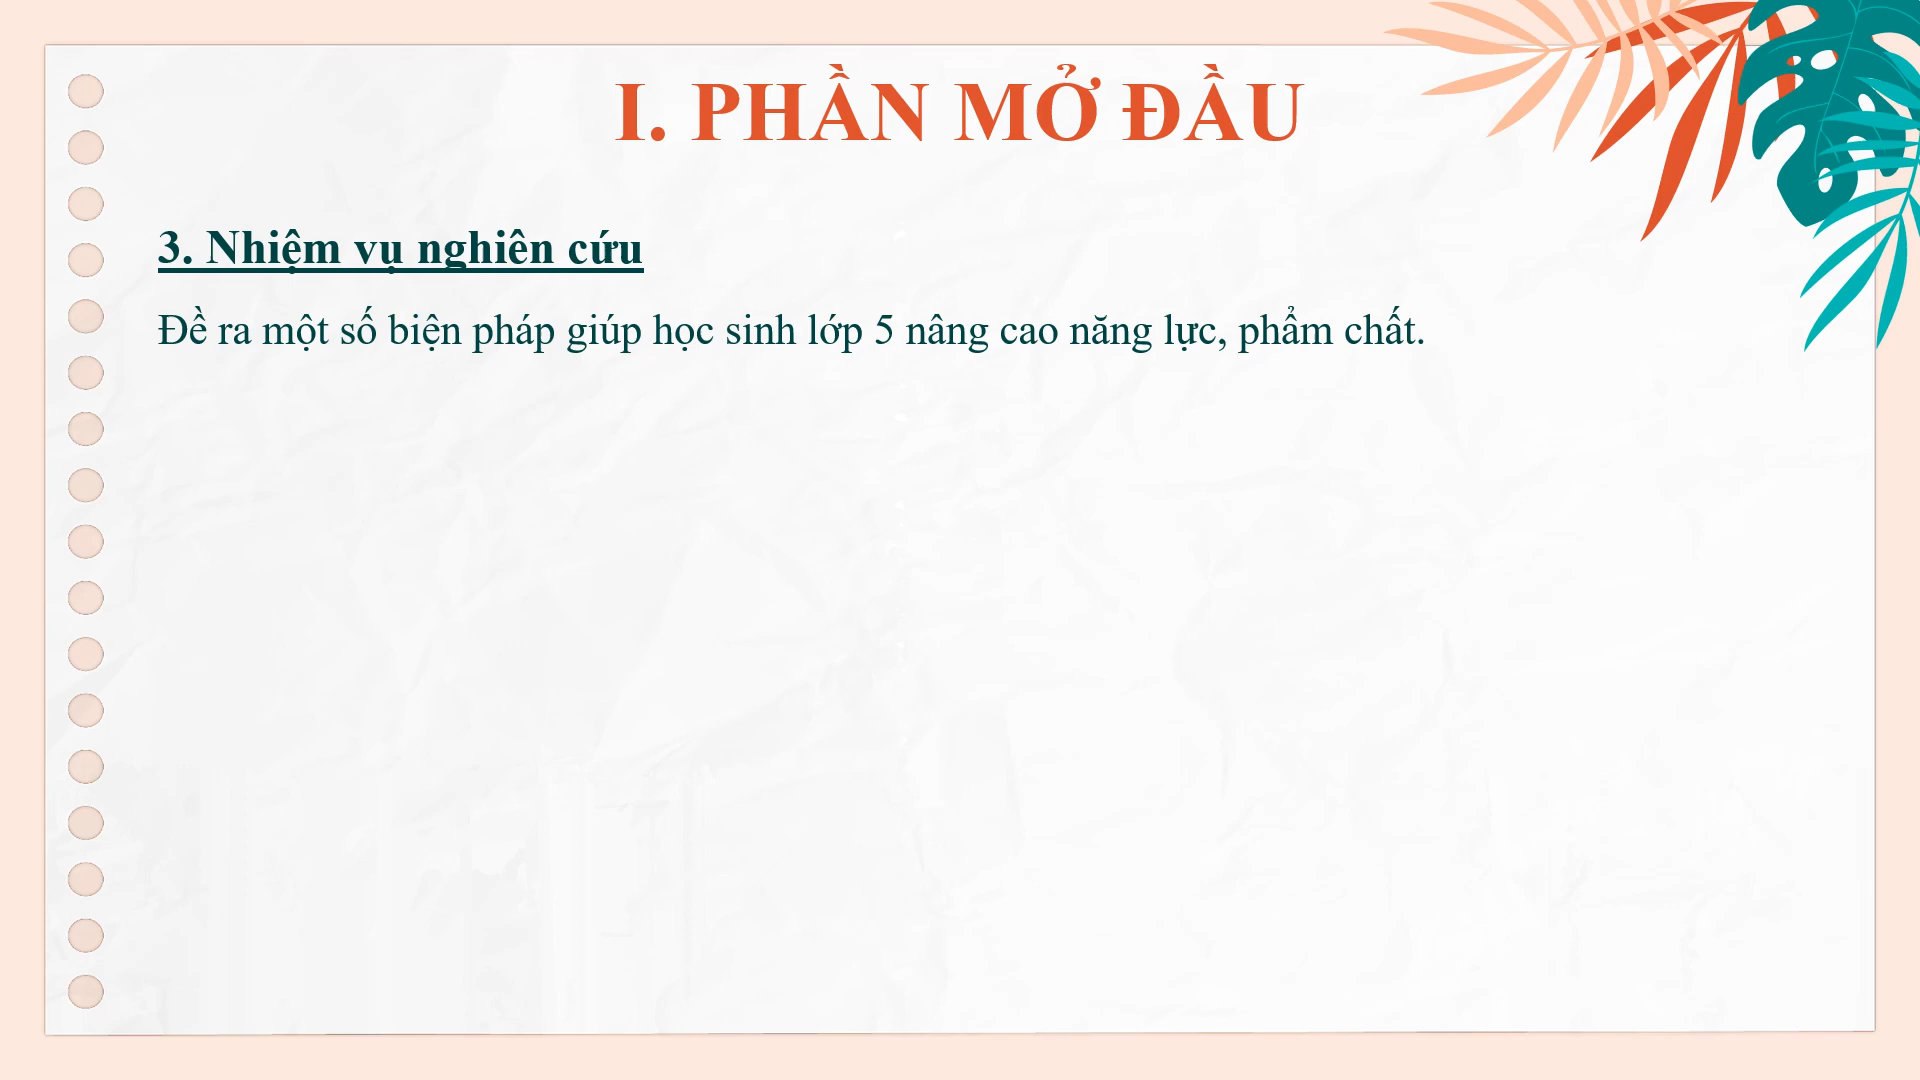 I. PHẦN MỞ ĐẦU
3. Nhiệm vụ nghiên cứu
Đề ra một số biện pháp giúp học sinh lớp 5 nâng cao năng lực, phẩm chất.